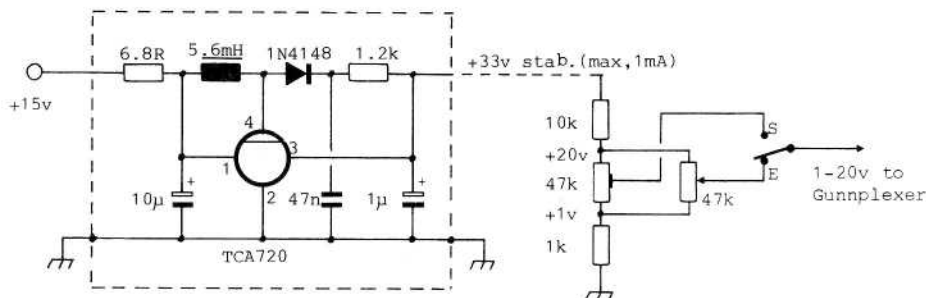 6.8R
5.6mH
1N4148
1.2k
+33v stab.(max,1mA)
+15v
10k
S
4
+20v
3
1
47k
E
1-20v to
Gunnplexer
+
10μ
2
47n
1μ
+
+1v
47k
1k
TCA720